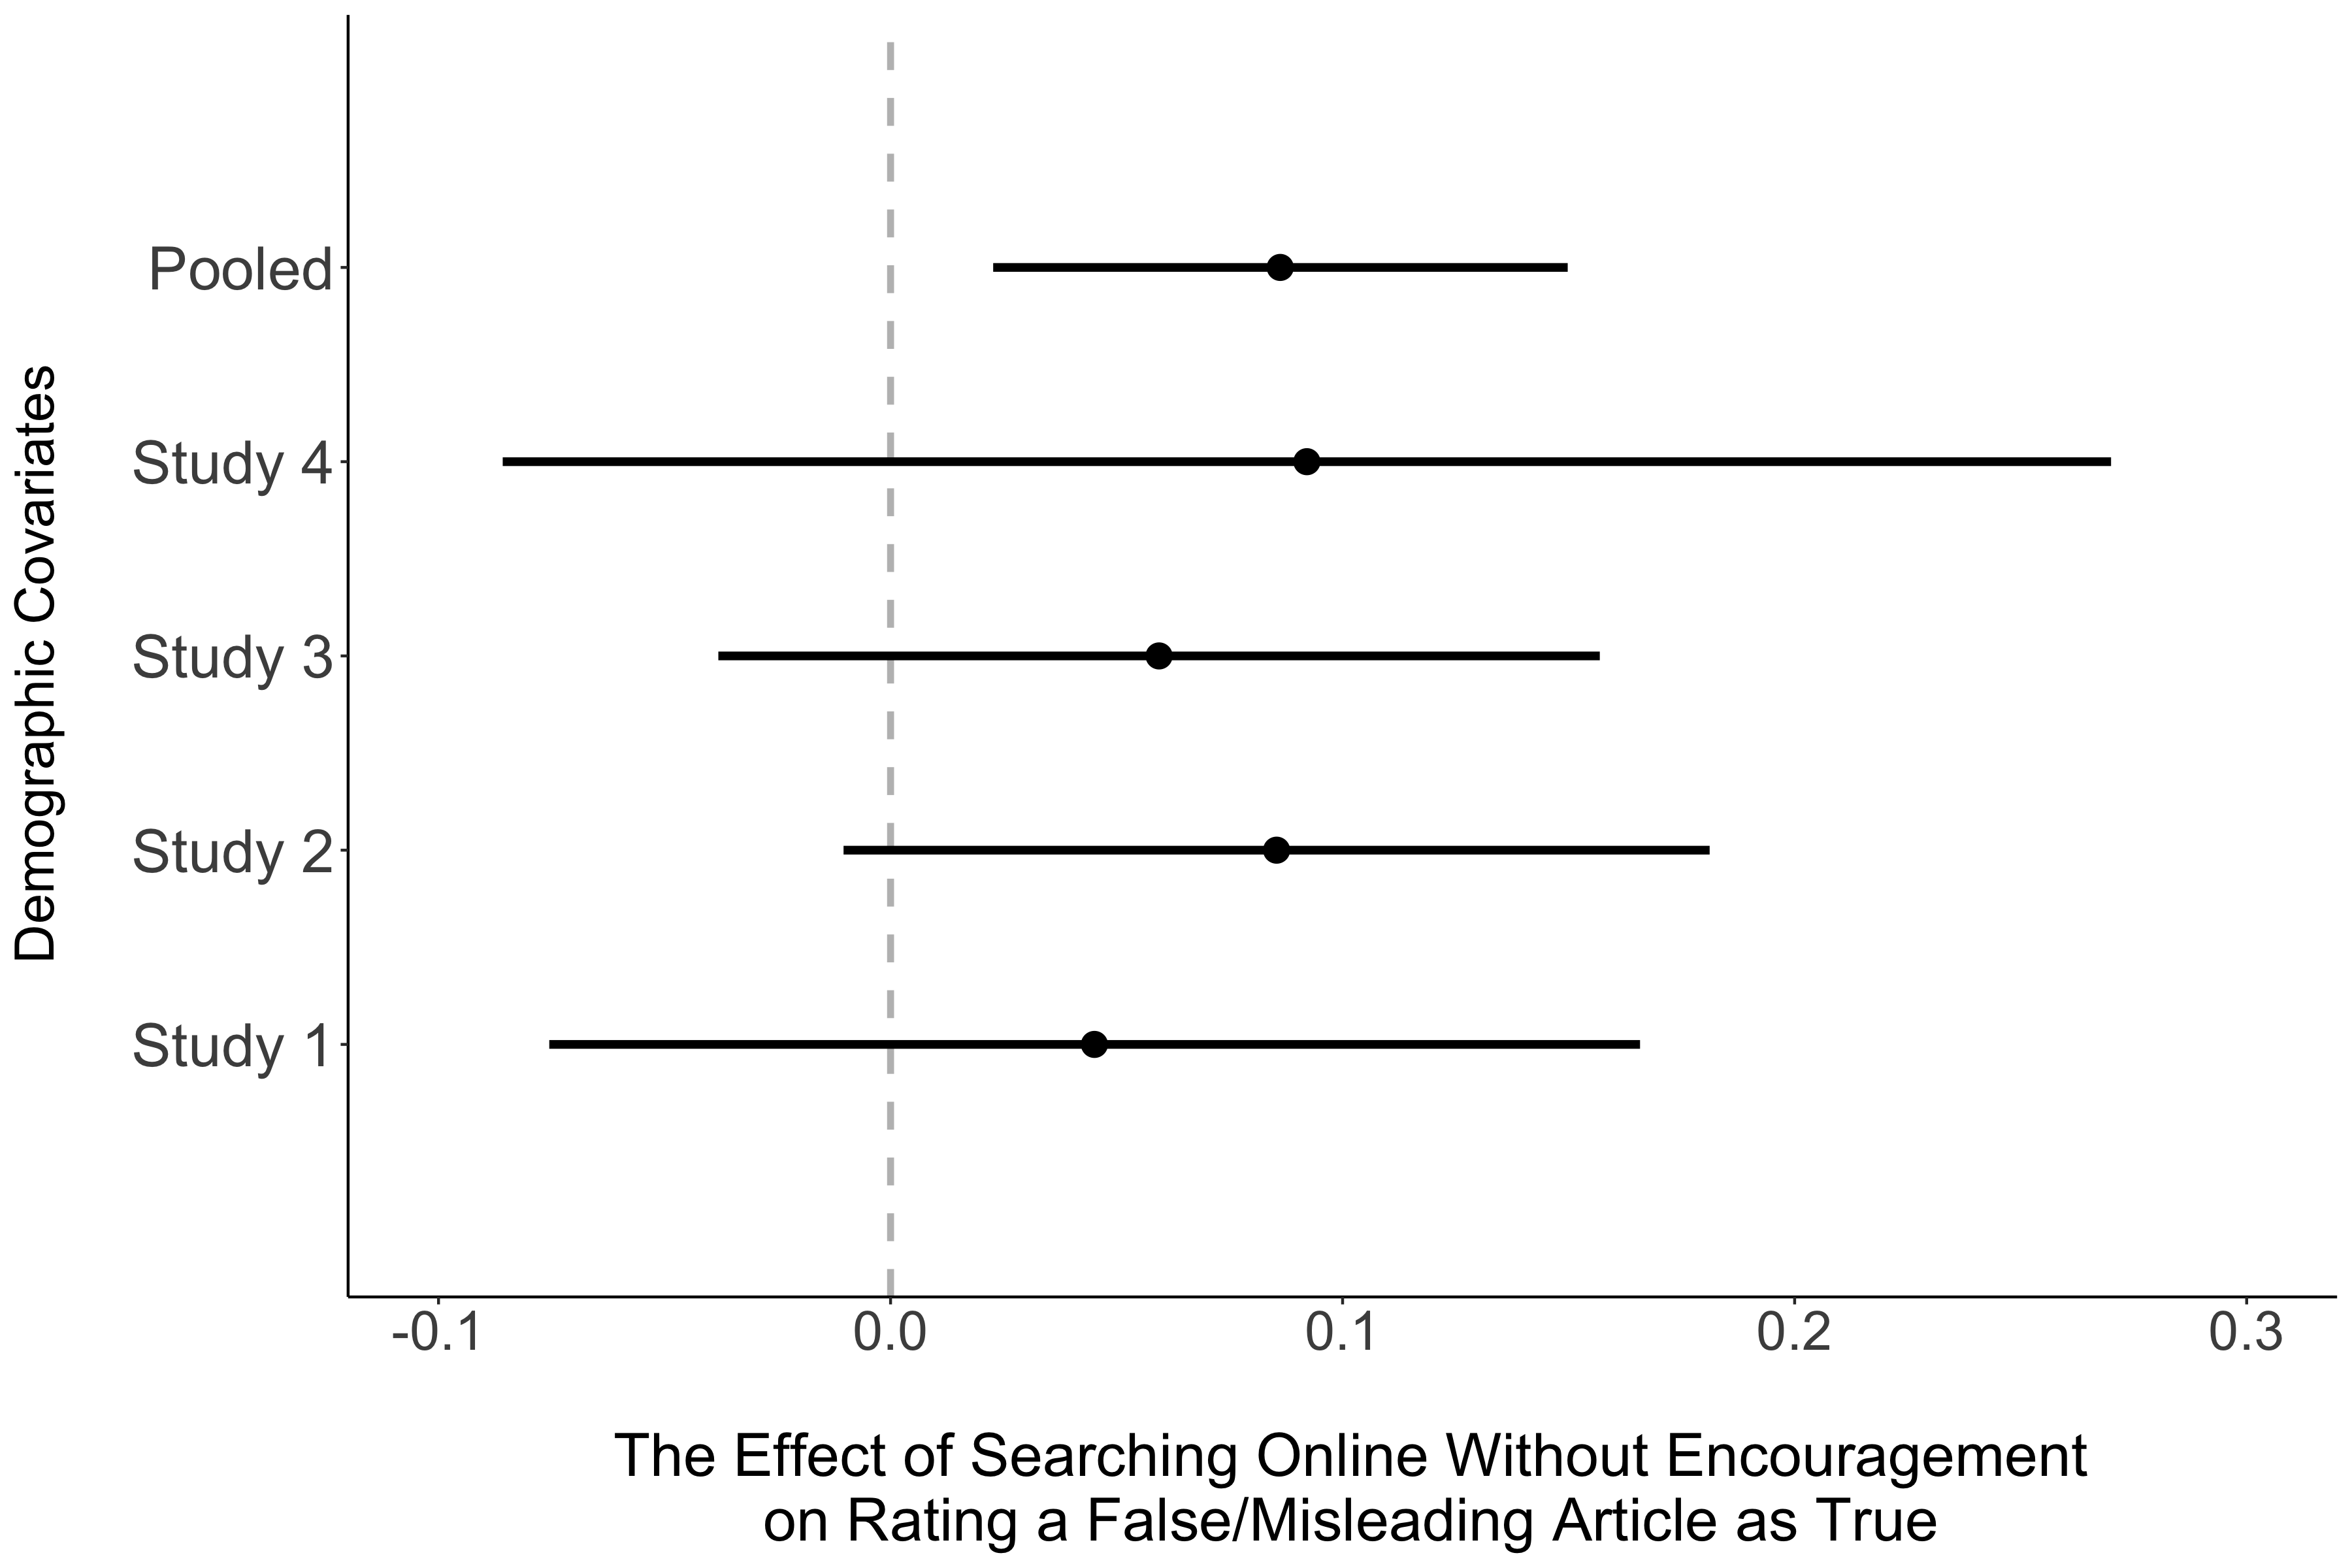 Demographic Covariates
Pooled
Study 4
Study 3
Study 2
Study 1
-0.1 0.0 0.1 0.2 0.3
The Effect of Searching Online Without Encouragement
on Rating a False/Misleading Article as True